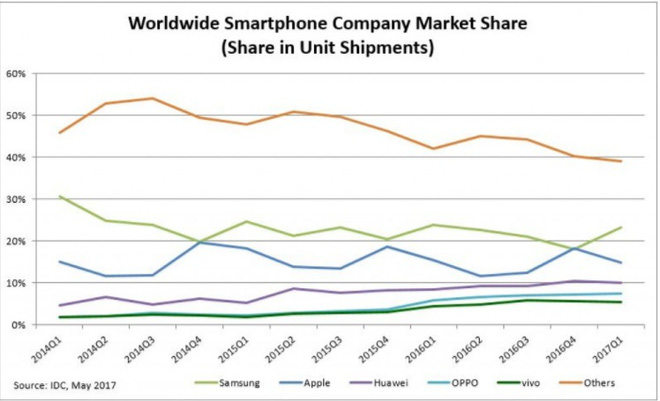 Worldwide Smartphone Company Market Share
(Share in Unit Shipments)
60%
50%
40%
30%
20%
10%
0%
2014Q1 2014Q2 2014Q3 2014Q4 2015Q1 2015Q2 2015Q3 2015Q4 2016Q1 2016Q2 2016Q3 2016Q4 2017Q1
Source: IDC, May 2017 Samsung Apple Huawei OPPO vivo Others